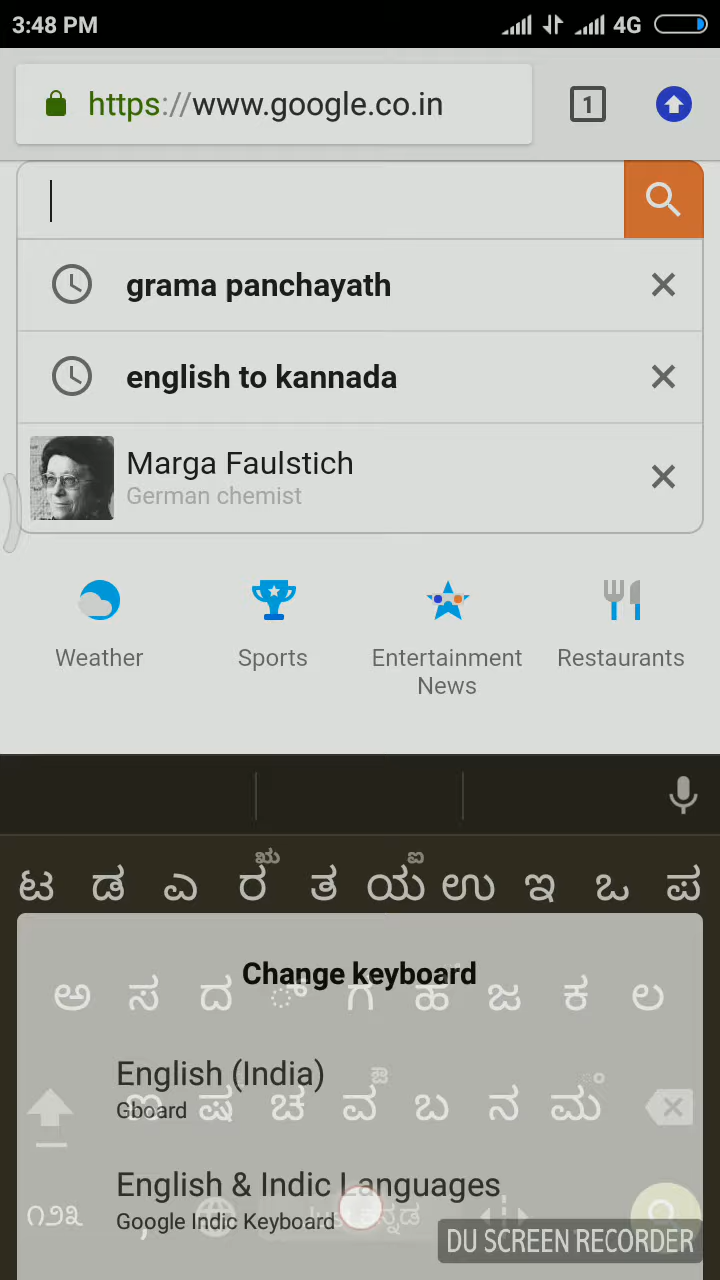 3:48 PM 4G
https://www.google.co.in 1
grama panchayath
english to kannada
Marga Faulstich
German chemist
Weather Sports Entertainment Restaurants
News
ಋ ಐ
ಟ ಡ ಎ ರ ತ ಯ ಉ ಇ ಒ ಪ
Change keyboard
ಅ ಸ ದ ್ ಗ ಹ ಜ ಕ ಲ
English (India)
Gboard
ಷ ಚ ವ ಬ ನ ಮ
English & Indic Languages
Google Indic Keyboard
೧೨೩
DU SCREEN RECORDER